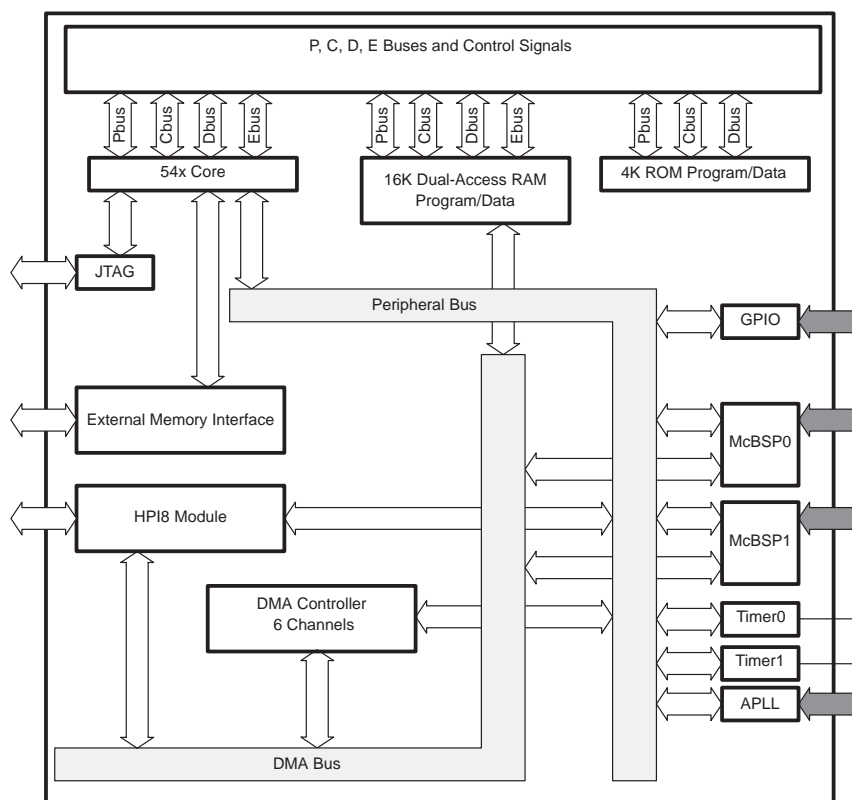 P, C, D, E Buses and Control Signals
Pbus
Cbus
Dbus
Ebus
Pbus
Cbus
Dbus
Ebus
Pbus
Cbus
Dbus
54x Core
16K Dual-Access RAM
Program/Data
4K ROM Program/Data
JTAG
Peripheral Bus
GPIO
External Memory Interface
McBSP0
HPI8 Module
McBSP1
DMA Controller
6 Channels
Timer0
Timer1
APLL
DMA Bus